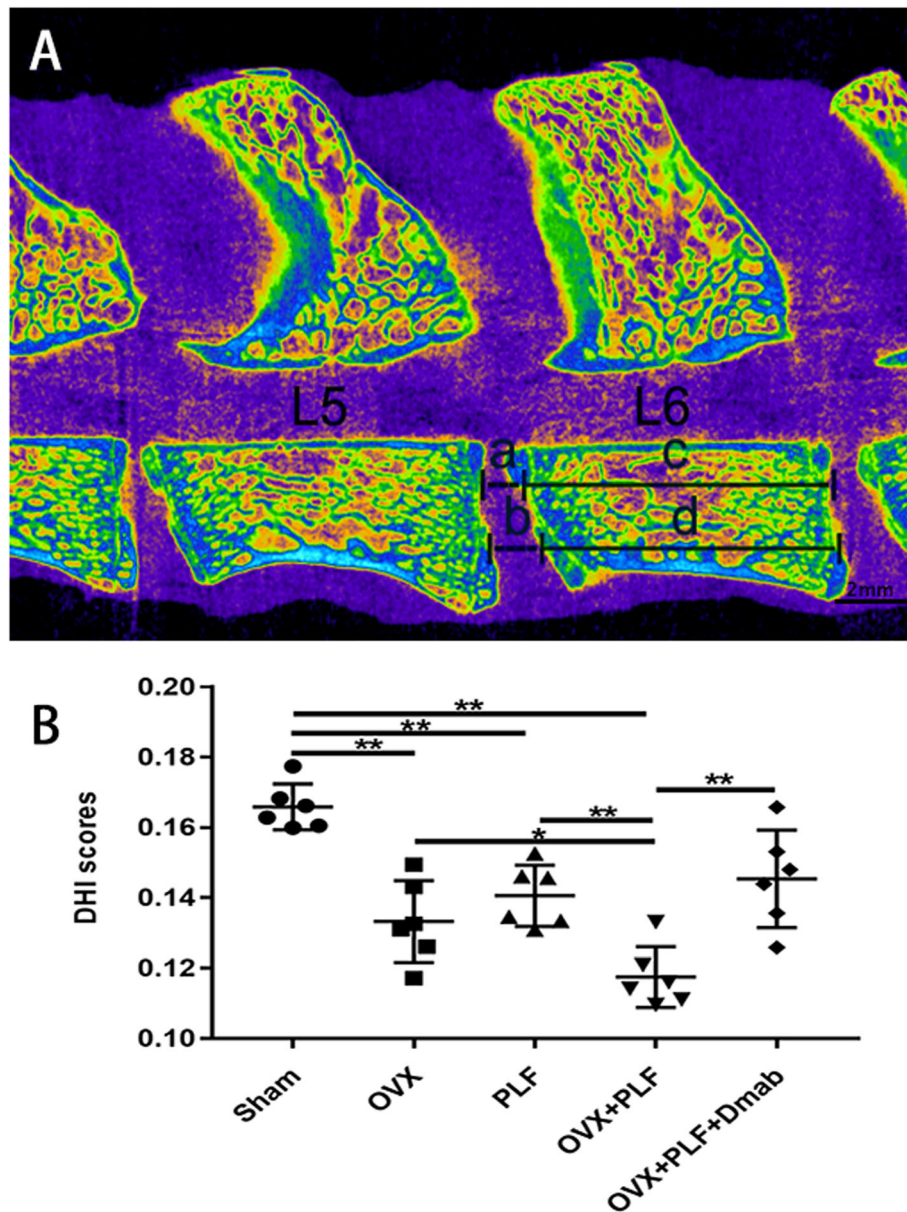 A
L5
L6
a
c
b
d
2mm
B
DHI scores
0.20
0.18
0.16
0.14
0.12
0.10
**
**
**
**
**
*
Sham
OVX
PLF
OVX+PLF
OVX+PLF+Dmab